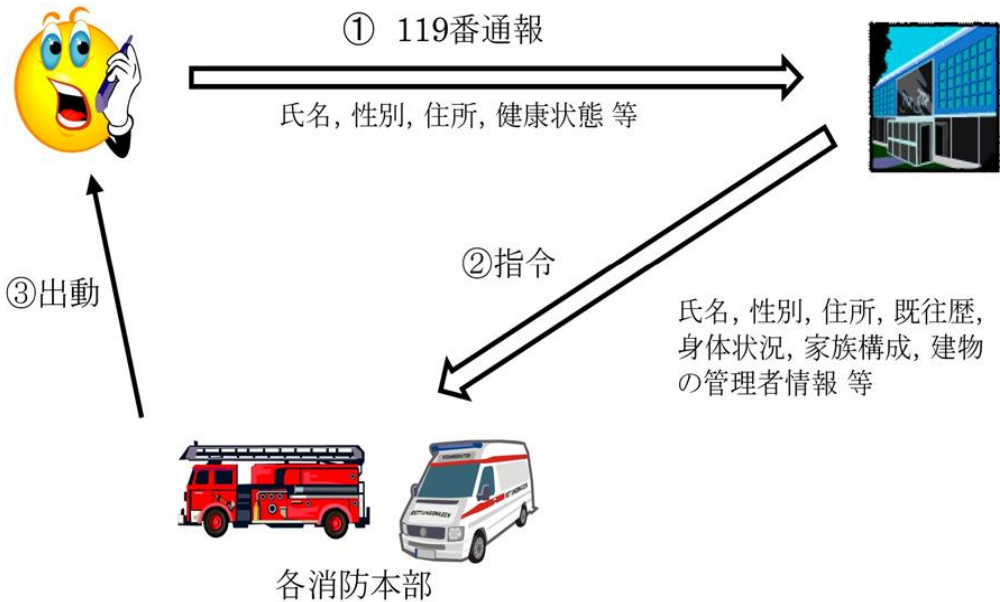 ① 119番通報
氏名, 性別, 住所, 健康状態 等
②指令
③出動
氏名, 性別, 住所, 既往歴,
身体状況, 家族構成, 建物
の管理者情報 等
RETTUNGSWAGEN
各消防本部